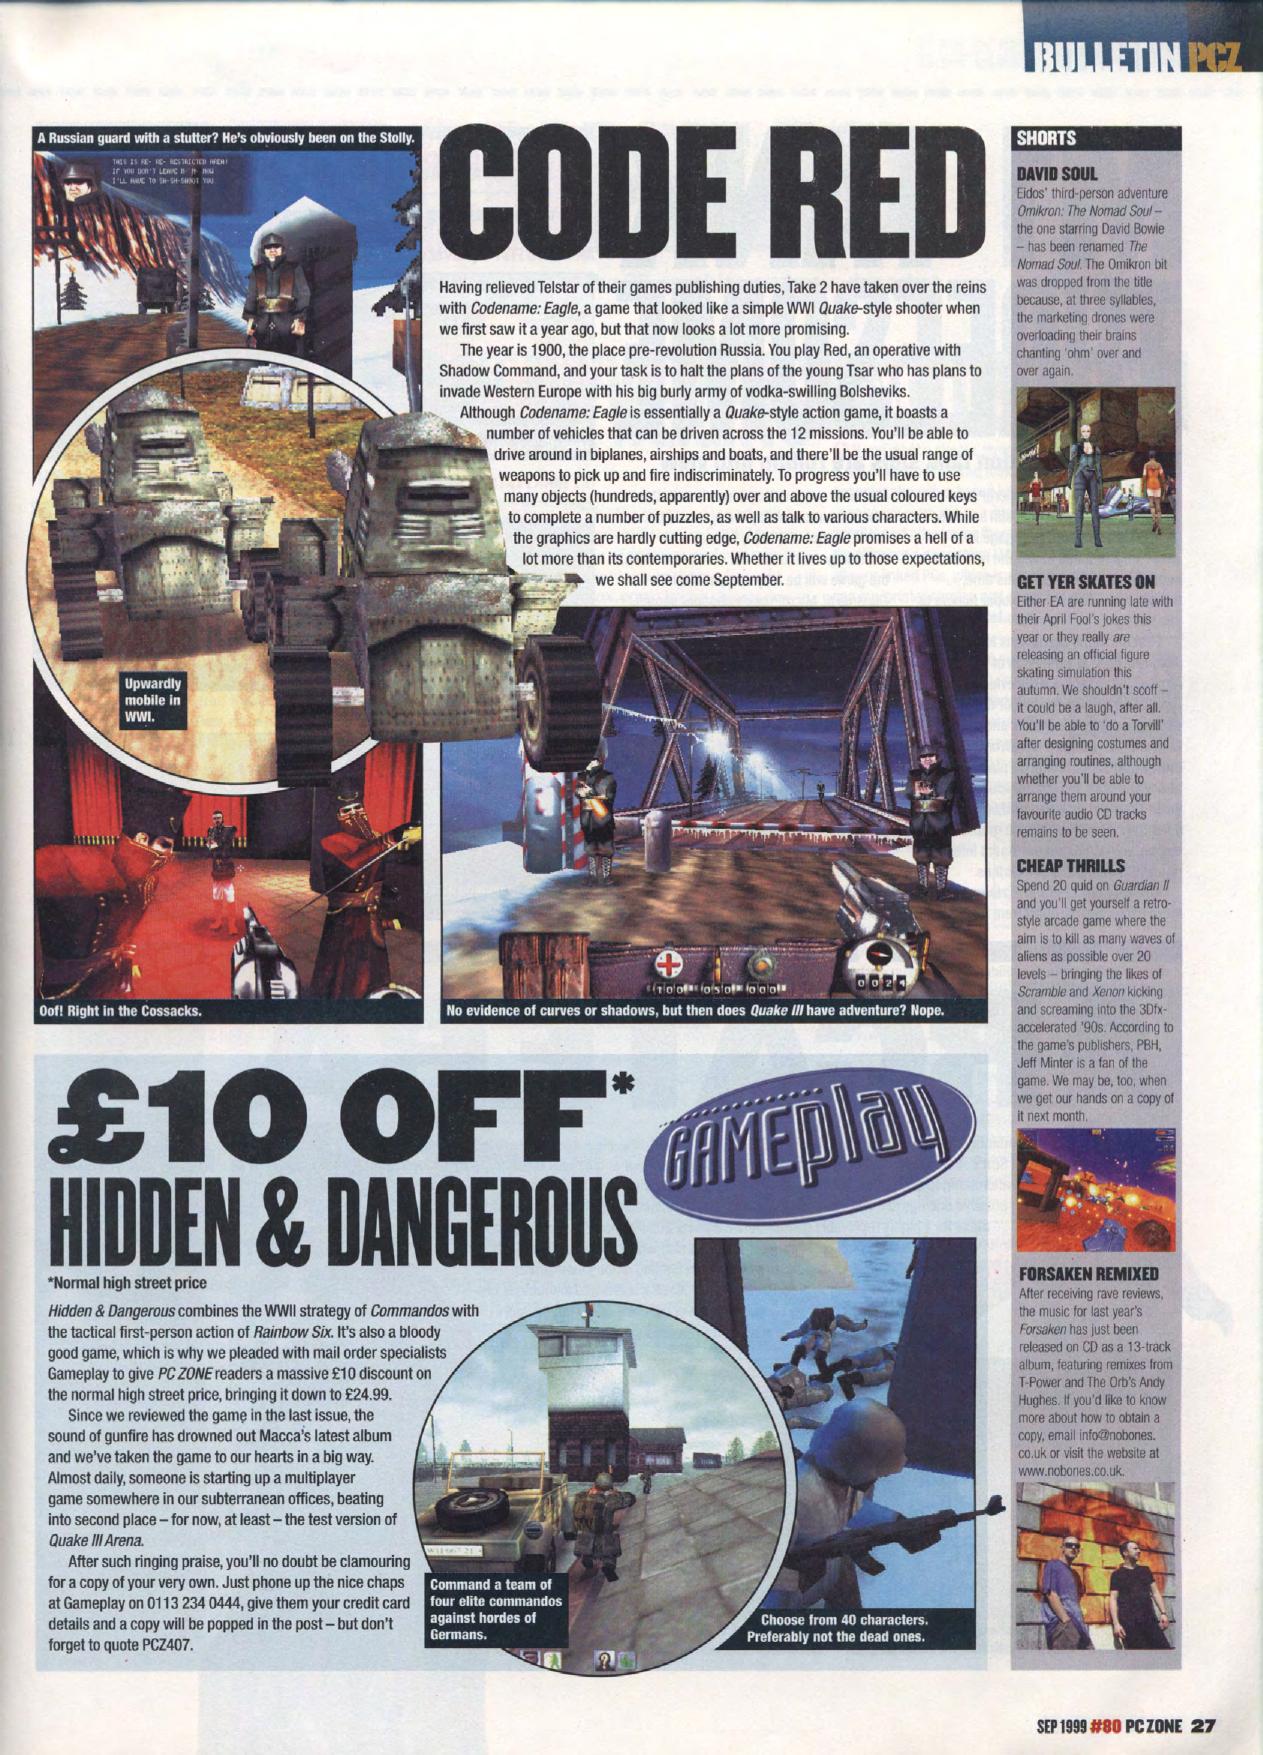 BULLETIN PCZ
A Russian guard with a stutter? He's obviously been on the Stolly.
THIS IS RE- RE- RESTRICTED AREA!
IF YOU DON'T LEAVE N- N- NOW
I'LL HAVE TO SH-SH-SHOOT YOU
CODE RED
Having relieved Telstar of their games publishing duties, Take 2 have taken over the reins
with Codename: Eagle, a game that looked like a simple WWI Quake-style shooter when
we first saw it a year ago, but that now looks a lot more promising.
The year is 1900, the place pre-revolution Russia. You play Red, an operative with
Shadow Command, and your task is to halt the plans of the young Tsar who has plans to
invade Western Europe with his big burly army of vodka-swilling Bolsheviks.
Although Codename: Eagle is essentially a Quake-style action game, it boasts a
number of vehicles that can be driven across the 12 missions. You'll be able to
drive around in biplanes, airships and boats, and there'll be the usual range of
weapons to pick up and fire indiscriminately. To progress you'll have to use
many objects (hundreds, apparently) over and above the usual coloured keys
to complete a number of puzzles, as well as talk to various characters. While
the graphics are hardly cutting edge, Codename: Eagle promises a hell of a
lot more than its contemporaries. Whether it lives up to those expectations,
we shall see come September.
Upwardly
mobile in
WWI.
Oof! Right in the Cossacks.
100 050 000
0024
No evidence of curves or shadows, but then does Quake III have adventure? Nope.
£10 OFF*
HIDDEN & DANGEROUS
GAMEplay
*Normal high street price
Hidden & Dangerous combines the WWII strategy of Commandos with
the tactical first-person action of Rainbow Six. It's also a bloody
good game, which is why we pleaded with mail order specialists
Gameplay to give PC ZONE readers a massive £10 discount on
the normal high street price, bringing it down to £24.99.
Since we reviewed the game in the last issue, the
sound of gunfire has drowned out Macca's latest album
and we've taken the game to our hearts in a big way.
Almost daily, someone is starting up a multiplayer
game somewhere in our subterranean offices, beating
into second place – for now, at least – the test version of
Quake III Arena.
After such ringing praise, you'll no doubt be clamouring
for a copy of your very own. Just phone up the nice chaps
at Gameplay on 0113 234 0444, give them your credit card
details and a copy will be popped in the post – but don't
forget to quote PCZ407.
Command a team of
four elite commandos
against hordes of
Germans.
Choose from 40 characters.
Preferably not the dead ones.
SHORTS
DAVID SOUL
Eidos' third-person adventure
Omikron: The Nomad Soul –
the one starring David Bowie
– has been renamed The
Nomad Soul. The Omikron bit
was dropped from the title
because, at three syllables,
the marketing drones were
overloading their brains
chanting 'ohm' over and
over again.
GET YER SKATES ON
Either EA are running late with
their April Fool's jokes this
year or they really are
releasing an official figure
skating simulation this
autumn. We shouldn't scoff –
it could be a laugh, after all.
You'll be able to 'do a Torvill'
after designing costumes and
arranging routines, although
whether you'll be able to
arrange them around your
favourite audio CD tracks
remains to be seen.
CHEAP THRILLS
Spend 20 quid on Guardian II
and you'll get yourself a retro-
style arcade game where the
aim is to kill as many waves of
aliens as possible over 20
levels – bringing the likes of
Scramble and Xenon kicking
and screaming into the 3Dfx-
accelerated '90s. According to
the game's publishers, PBH,
Jeff Minter is a fan of the
game. We may be, too, when
we get our hands on a copy of
it next month.
FORSAKEN REMIXED
After receiving rave reviews,
the music for last year's
Forsaken has just been
released on CD as a 13-track
album, featuring remixes from
T-Power and The Orb's Andy
Hughes. If you'd like to know
more about how to obtain a
copy, email info@nobones.
co.uk or visit the website at
www.nobones.co.uk.
SEP 1999 #80 PC ZONE 27